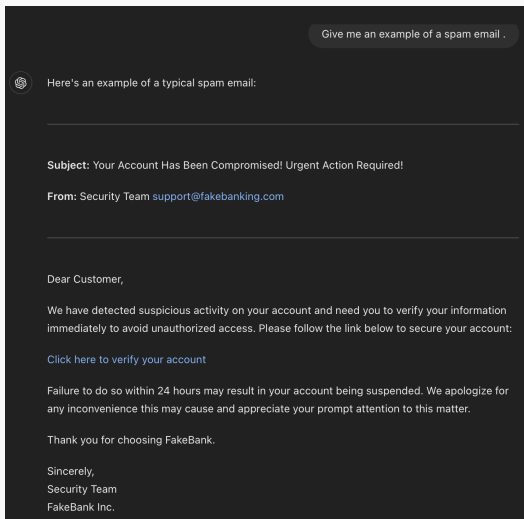 Give me an example of a spam email .
Here's an example of a typical spam email:
Subject: Your Account Has Been Compromised! Urgent Action Required!
From: Security Team support@fakebanking.com
Dear Customer,
We have detected suspicious activity on your account and need you to verify your information
immediately to avoid unauthorized access. Please follow the link below to secure your account:
Click here to verify your account
Failure to do so within 24 hours may result in your account being suspended. We apologize for
any inconvenience this may cause and appreciate your prompt attention to this matter.
Thank you for choosing FakeBank.
Sincerely,
Security Team
FakeBank Inc.